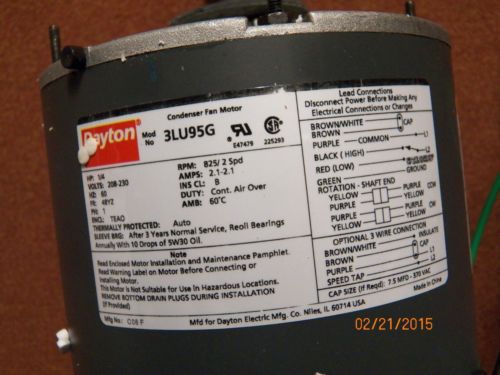 Condenser Fan Motor
Dayton
Mod No 3LU95G
E47479
225293
HP: 1/4
VOLTS: 208-230
HZ: 60
FR: 48YZ
PH: 1
ENCL: TEAO
RPM: 825/ 2 Spd
AMPS: 2.1-2.1
INS CL: B
DUTY: Cont. Air Over
AMB: 60°C
THERMALLY PROTECTED: Auto
SLEEVE BRG: After 3 Years Normal Service, Reoil Bearings
Annually With 10 Drops of SW30 Oil.
Note
Read Enclosed Motor Installation and Maintenance Pamphlet.
Read Warning Label on Motor Before Connecting or
Installing Motor.
This Motor is Not Suitable for Use in Hazardous Locations.
REMOVE BOTTOM DRAIN PLUGS DURING INSTALLATION
(If Provided)
Mfg No C08 F
Mfd for Dayton Electric Mfg. Co. Niles, IL 60714 USA
Lead Connections
Disconnect Power Before Making Any
Electrical Connections or Changes
BROWN/WHITE CAP
BROWN
PURPLE COMMON L1
BLACK (HIGH) L2
RED (LOW)
GREEN (GROUND)
ROTATION - SHAFT END
YELLOW YELLOW CCW
PURPLE PURPLE
YELLOW YELLOW CW
PURPLE PURPLE
OPTIONAL 3 WIRE CONNECTION
BROWN/WHITE INSULATE
BROWN CAP
PURPLE L1
SPEED TAP L2
CAP SIZE (If Reqd.) 7.5 MFD - 370 VAC
Made in China
02/21/2015